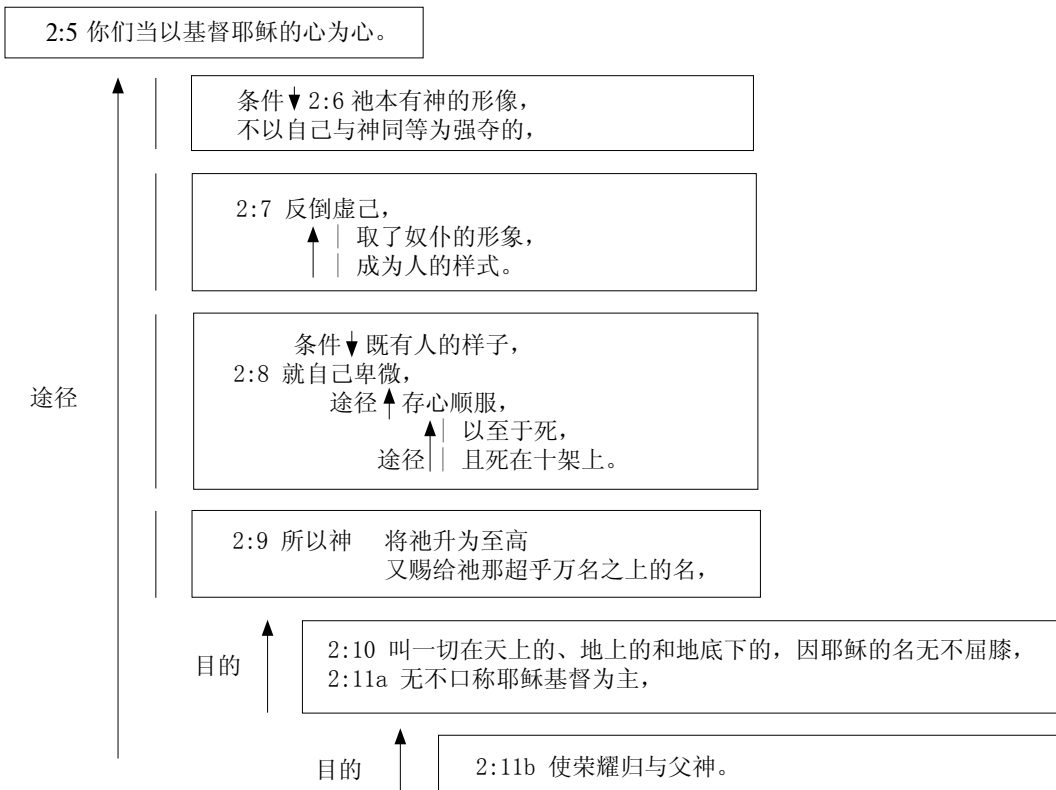 2:5 你们当以基督耶稣的心为心。
条件 2:6 祂本有神的形像，
不以自己与神同等为强夺的，
2:7 反倒虚己，
取了奴仆的形象，
成为人的样式。
条件 既有人的样子，
2:8 就自己卑微，
途径 存心顺服，
以至于死，
途径 且死在十架上。
途径
2:9 所以神 将祂升为至高
又赐给祂那超乎万名之上的名，
目的
2:10 叫一切在天上的、地上的和地底下的，因耶稣的名无不屈膝，
2:11a 无不口称耶稣基督为主，
目的
2:11b 使荣耀归与父神。